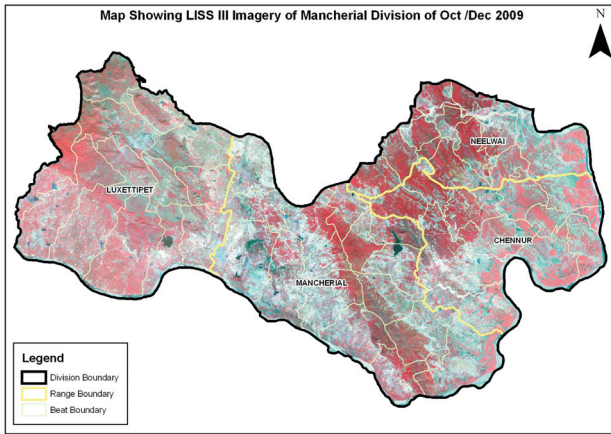 Map Showing LISS III Imagery of Mancherial Division of Oct /Dec 2009
N
NEELWAI
LUXETTIPET
CHENNUR
MANCHERIAL
Legend
Division Boundary
Range Boundary
Beat Boundary